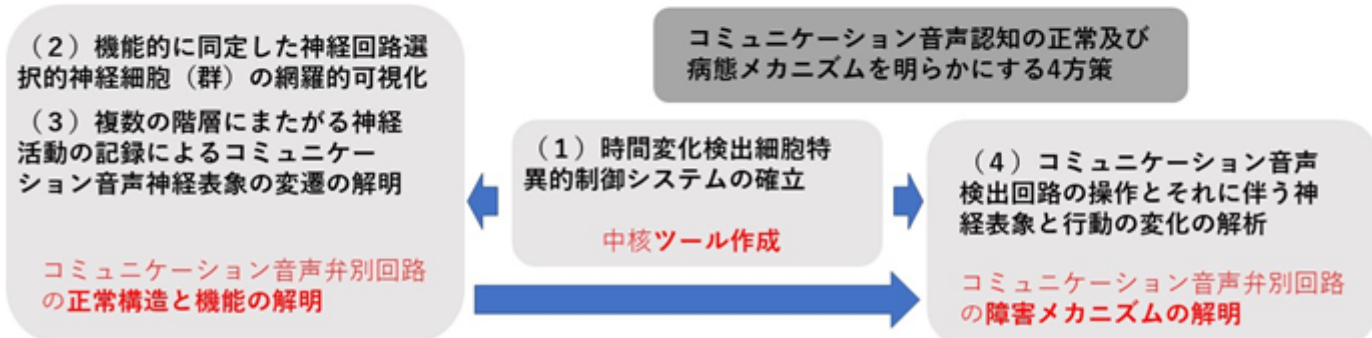 コミュニケーション音声認知の正常及び
病態メカニズムを明らかにする4方策
（２）機能的に同定した神経回路選
択的神経細胞（群）の網羅的可視化
（３）複数の階層にまたがる神経
活動の記録によるコミュニケー
ション音声神経表象の変遷の解明
コミュニケーション音声弁別回路
の正常構造と機能の解明
（１）時間変化検出細胞特
異的制御システムの確立
中核ツール作成
（4）コミュニケーション音声
検出回路の操作とそれに伴う神
経表象と行動の変化の解析
コミュニケーション音声弁別回路
の障害メカニズムの解明